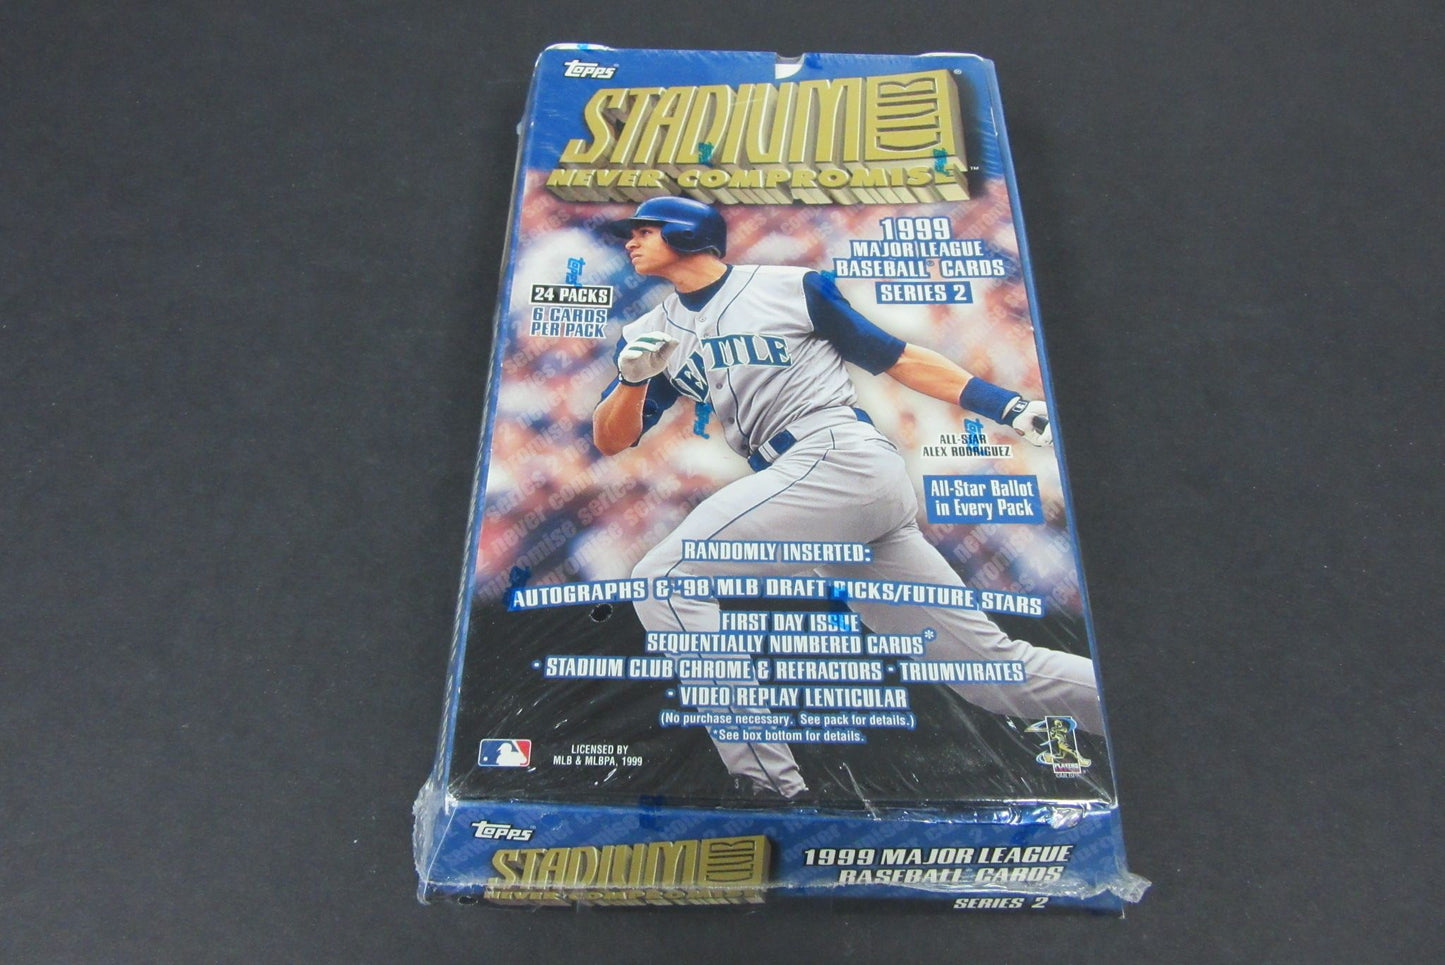 Topps
STADIUM CLUB®
NEVER COMPROMISE™
1999
MAJOR LEAGUE
BASEBALL® CARDS
SERIES 2
24 PACKS
6 CARDS
PER PACK
SEATTLE
ALL-STAR
ALEX RODRIGUEZ
All-Star Ballot
in Every Pack
RANDOMLY INSERTED:
AUTOGRAPHS & '98 MLB DRAFT PICKS/FUTURE STARS
FIRST DAY ISSUE
SEQUENTIALLY NUMBERED CARDS*
• STADIUM CLUB CHROME & REFRACTORS • TRIUMVIRATES
• VIDEO REPLAY LENTICULAR
(No purchase necessary. See pack for details.)
*See box bottom for details.
LICENSED BY
MLB & MLBPA, 1999
PLAYERS
Topps
STADIUM CLUB
NEVER COMPROMISE
1999 MAJOR LEAGUE
BASEBALL CARDS
SERIES 2